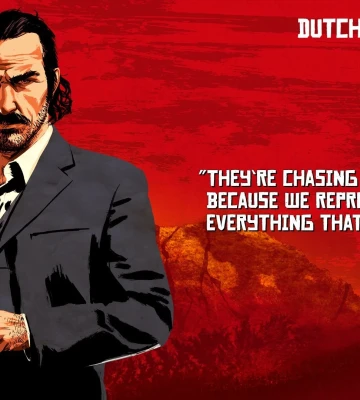 DUTCH
"THEY'RE CHASING
BECAUSE WE REPR
EVERYTHING THAT